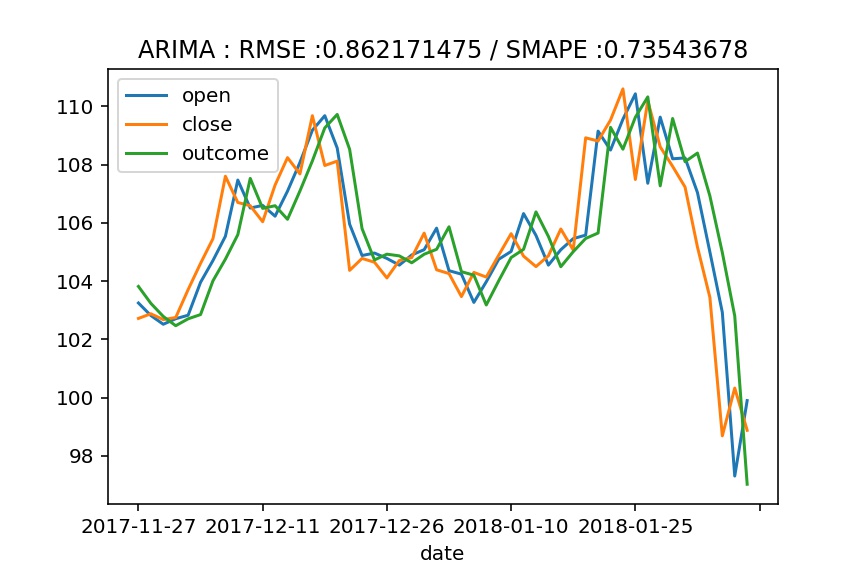 ARIMA : RMSE :0.862171475 / SMAPE :0.73543678
open
close
outcome
110
108
106
104
102
100
98
2017-11-27 2017-12-11 2017-12-26 2018-01-10 2018-01-25
date